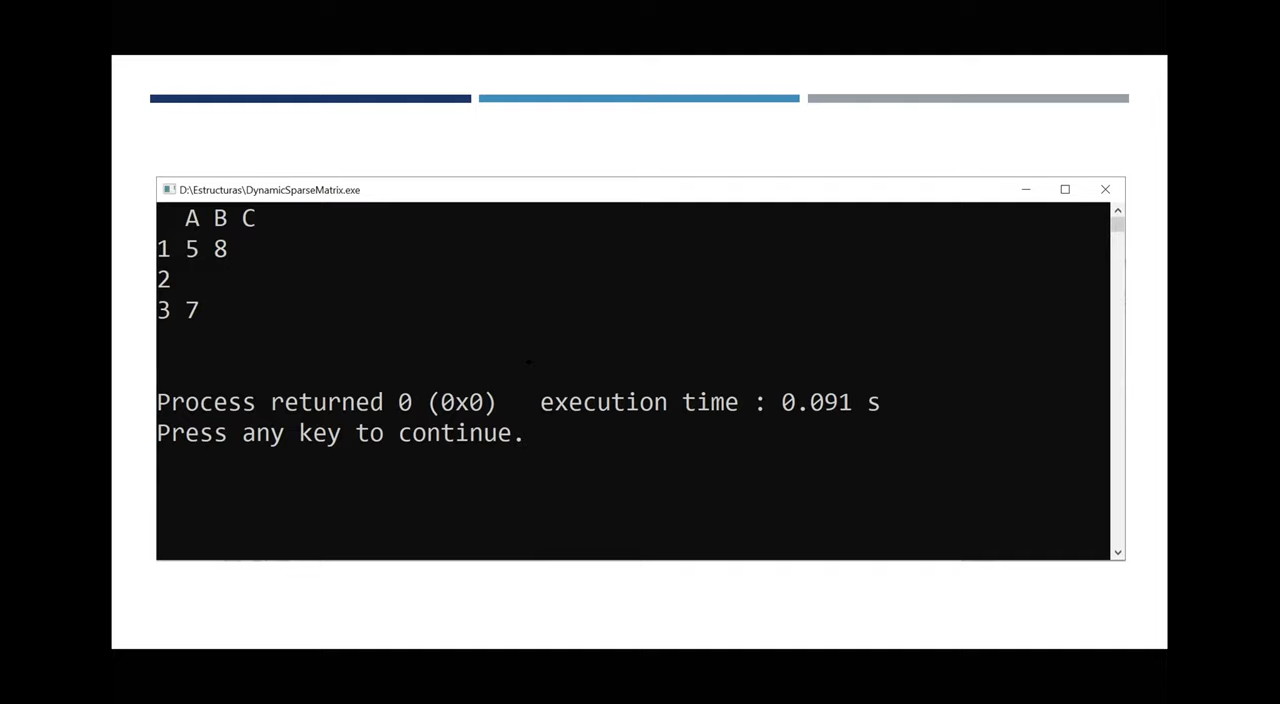 D:\Estructuras\DynamicSparseMatrix.exe
A B C
1 5 8
2
3 7
Process returned 0 (0x0)   execution time : 0.091 s
Press any key to continue.